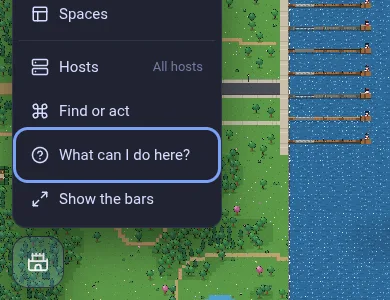 Spaces
Hosts All hosts
Find or act
What can I do here?
Show the bars